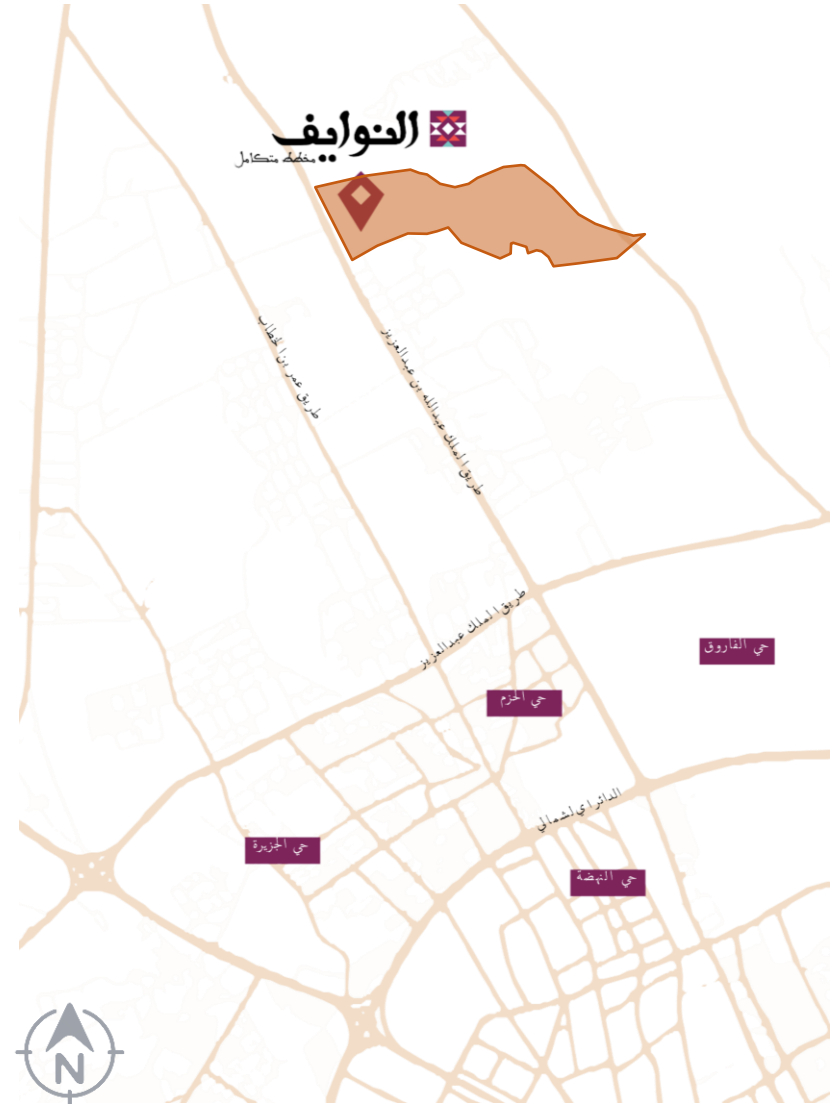 النوايف
مخطط متكامل
طريق عمر بن الخطاب
طريق الملك عبدالله بن عبدالعزيز
طريق الملك عبدالعزيز
حي الفاروق
حي الحزم
الدائري الشمالي
حي الجزيرة
حي النهضة
N